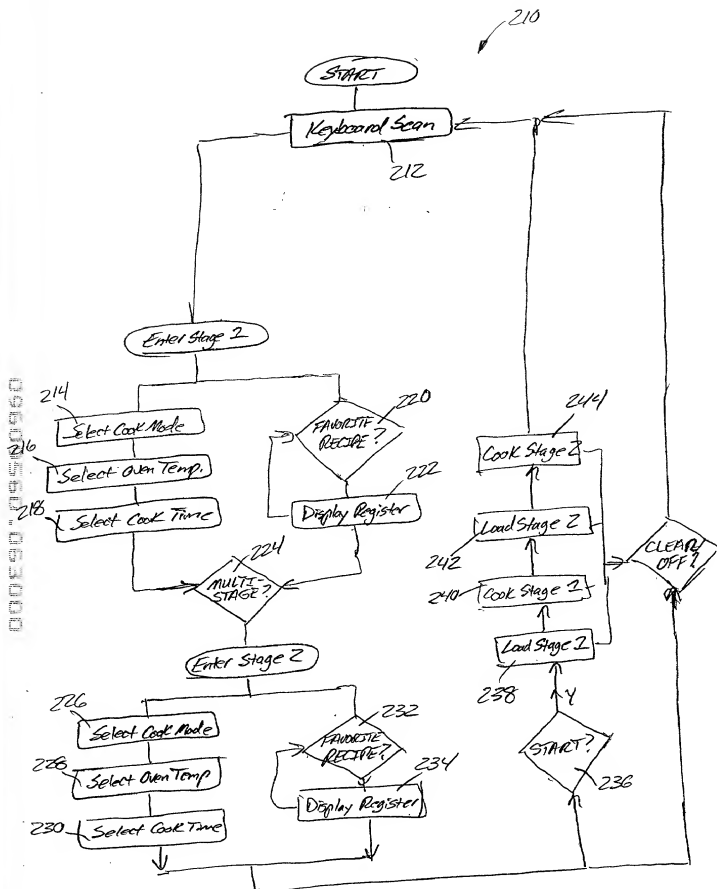 210
START
Keyboard Scan
212
Enter Stage 1
214
Select Cook Mode
216
Select Oven Temp.
218
Select Cook Time
220
FAVORITE
RECIPE?
222
Display Register
224
MULTI-
STAGE?
Enter Stage 2
226
Select Cook Mode
228
Select Oven Temp
230
Select Cook Time
232
FAVORITE
RECIPE?
234
Display Register
244
Cook Stage 2
242
Load Stage 2
240
Cook Stage 1
Load Stage 1
238
Y
START?
236
CLEAR/
OFF?